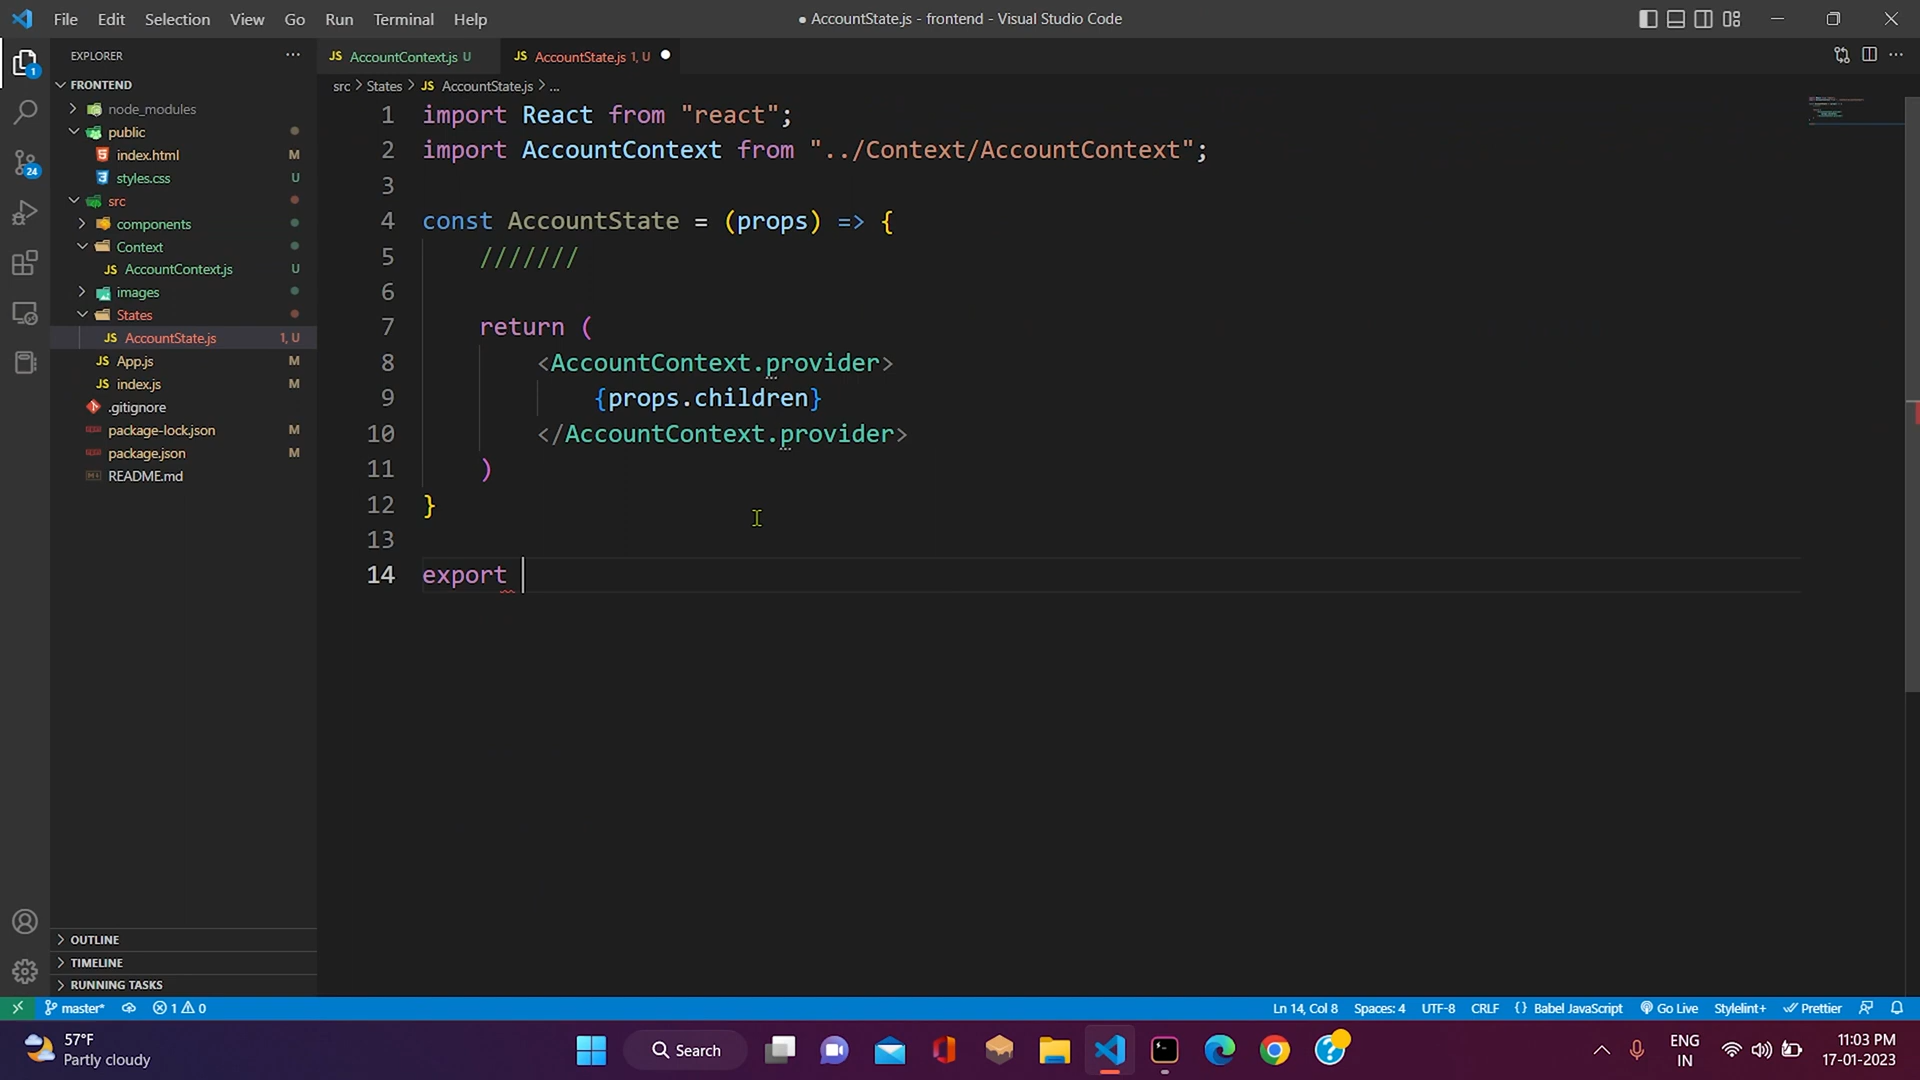 File Edit Selection View Go Run Terminal Help
● AccountState.js - frontend - Visual Studio Code
EXPLORER
FRONTEND
node_modules
public
index.html M
styles.css U
src
components
Context
AccountContext.js U
images
States
AccountState.js 1, U
App.js M
index.js M
.gitignore
package-lock.json M
package.json M
README.md
OUTLINE
TIMELINE
RUNNING TASKS
1
24
JS AccountContext.js U
JS AccountState.js 1, U
src > States > JS AccountState.js > ...
1 import React from "react";
2 import AccountContext from "../Context/AccountContext";
3
4 const AccountState = (props) => {
5 ///////
6
7 return (
8 <AccountContext.provider>
9 {props.children}
10 </AccountContext.provider>
11 )
12 }
13
14 export
master* 1 0
Ln 14, Col 8 Spaces: 4 UTF-8 CRLF {} Babel JavaScript Go Live Stylelint+ Prettier
57°F
Partly cloudy
Search
ENG
IN
11:03 PM
17-01-2023